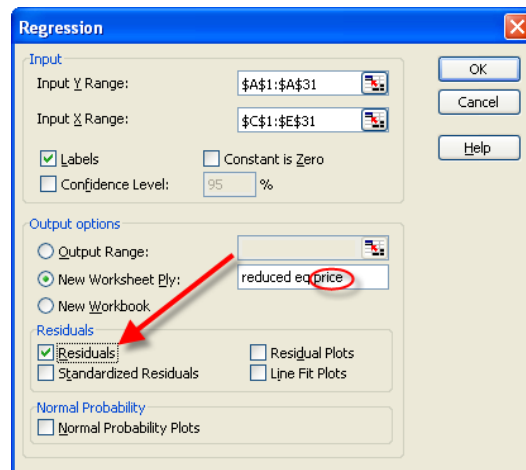 Regression
Input
Input Y Range: $A$1:$A$31
Input X Range: $C$1:$E$31
Labels Constant is Zero
Confidence Level: 95 %
OK
Cancel
Help
Output options
Output Range:
New Worksheet Ply: reduced eq price
New Workbook
Residuals
Residuals Residual Plots
Standardized Residuals Line Fit Plots
Normal Probability
Normal Probability Plots